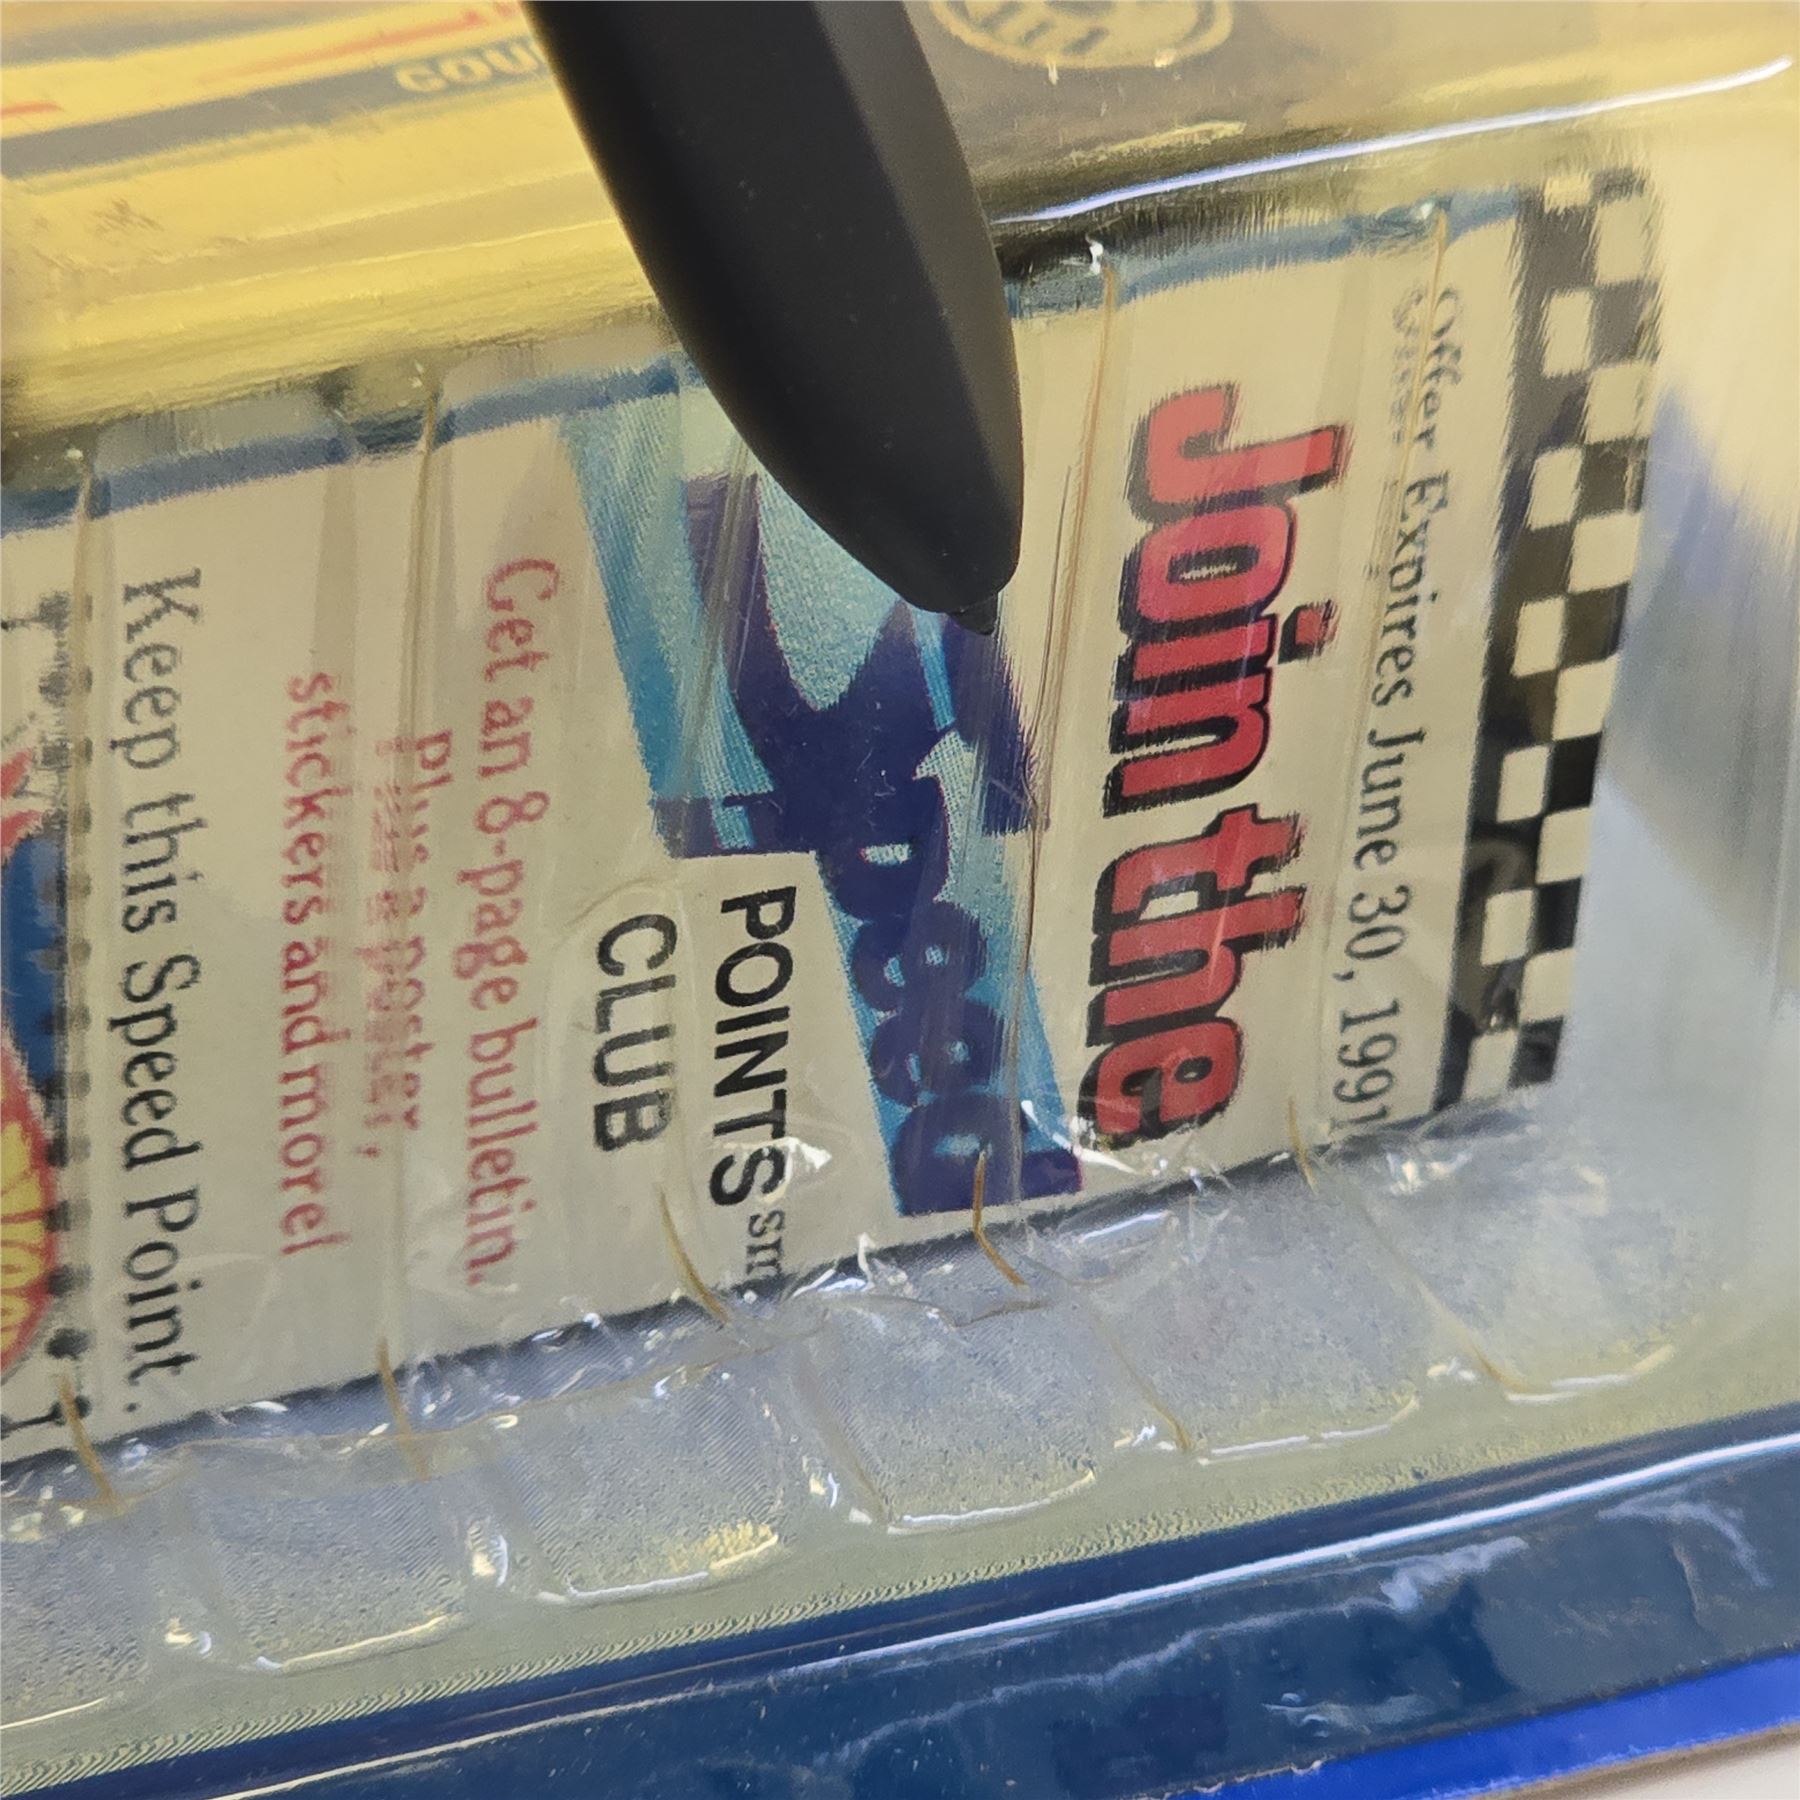 Offer Expires June 30, 1991
Join the
Speed
POINTS SM
CLUB
Get an 8-page bulletin.
Plus a poster,
stickers and more!
Keep this Speed Point.